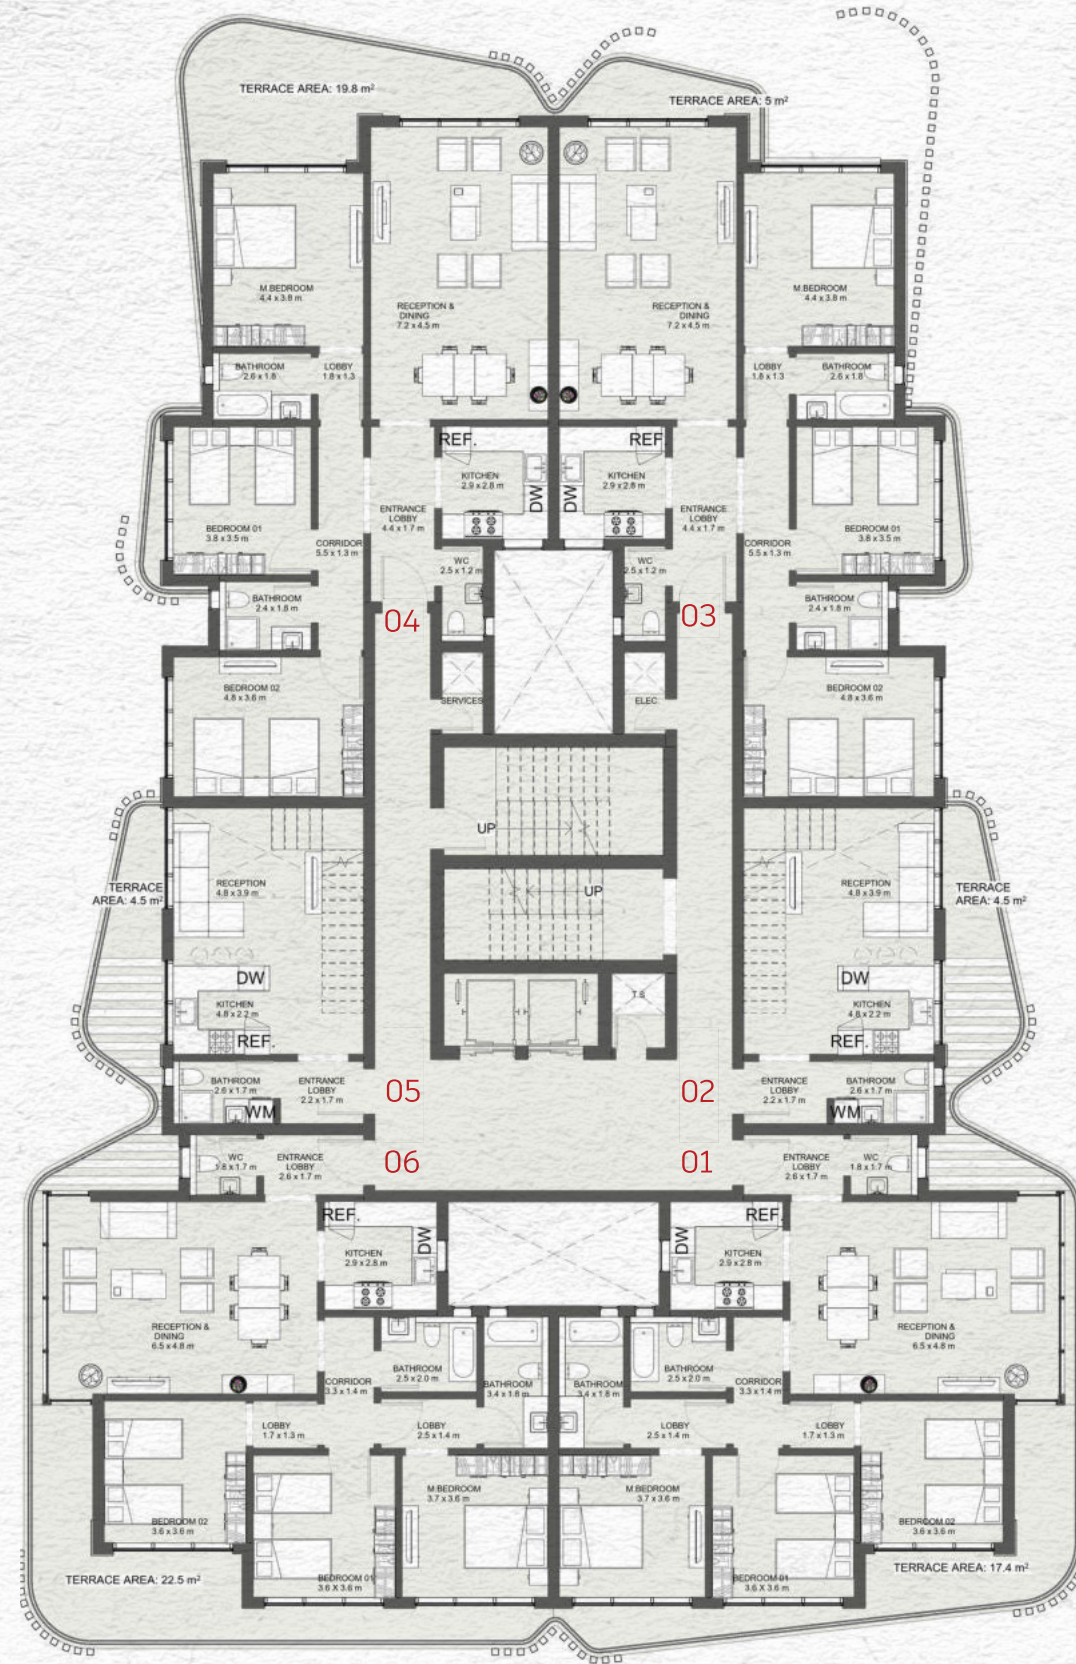 TERRACE AREA: 19.8 m²
TERRACE AREA: 5 m²
M.BEDROOM
4.4 x 3.8 m
RECEPTION &
DINING
7.2 x 4.5 m
RECEPTION &
DINING
7.2 x 4.5 m
M.BEDROOM
4.4 x 3.8 m
BATHROOM
2.6 x 1.8
LOBBY
1.8 x 1.3
LOBBY
1.8 x 1.3
BATHROOM
2.6 x 1.8
REF.
KITCHEN
2.9 x 2.8 m
DW
REF.
KITCHEN
2.9 x 2.8 m
DW
BEDROOM 01
3.8 x 3.5 m
ENTRANCE
LOBBY
4.4 x 1.7 m
CORRIDOR
5.5 x 1.3 m
WC
2.5 x 1.2 m
WC
2.5 x 1.2 m
ENTRANCE
LOBBY
4.4 x 1.7 m
CORRIDOR
5.5 x 1.3 m
BEDROOM 01
3.8 x 3.5 m
BATHROOM
2.4 x 1.8 m
04
03
BATHROOM
2.4 x 1.8 m
BEDROOM 02
4.8 x 3.6 m
SERVICES
ELEC
BEDROOM 02
4.8 x 3.6 m
UP
UP
TERRACE
AREA: 4.5 m²
RECEPTION
4.8 x 3.9 m
RECEPTION
4.8 x 3.9 m
TERRACE
AREA: 4.5 m²
DW
KITCHEN
4.8 x 2.2 m
REF.
T.S
DW
KITCHEN
4.8 x 2.2 m
REF.
BATHROOM
2.6 x 1.7 m
WM
ENTRANCE
LOBBY
2.2 x 1.7 m
05
02
ENTRANCE
LOBBY
2.2 x 1.7 m
BATHROOM
2.6 x 1.7 m
WM
WC
1.8 x 1.7 m
ENTRANCE
LOBBY
2.6 x 1.7 m
06
01
ENTRANCE
LOBBY
2.6 x 1.7 m
WC
1.8 x 1.7 m
REF.
KITCHEN
2.9 x 2.8 m
DW
DW
REF.
KITCHEN
2.9 x 2.8 m
RECEPTION &
DINING
6.5 x 4.8 m
RECEPTION &
DINING
6.5 x 4.8 m
CORRIDOR
3.3 x 1.4 m
BATHROOM
2.5 x 2.0 m
BATHROOM
3.4 x 1.8 m
BATHROOM
3.4 x 1.8 m
BATHROOM
2.5 x 2.0 m
CORRIDOR
3.3 x 1.4 m
LOBBY
1.7 x 1.3 m
LOBBY
2.5 x 1.4 m
LOBBY
2.5 x 1.4 m
LOBBY
1.7 x 1.3 m
M.BEDROOM
3.7 x 3.6 m
M.BEDROOM
3.7 x 3.6 m
BEDROOM 02
3.6 x 3.6 m
BEDROOM 02
3.6 x 3.6 m
BEDROOM 01
3.6 X 3.6 m
BEDROOM 01
3.6 X 3.6 m
TERRACE AREA: 22.5 m²
TERRACE AREA: 17.4 m²